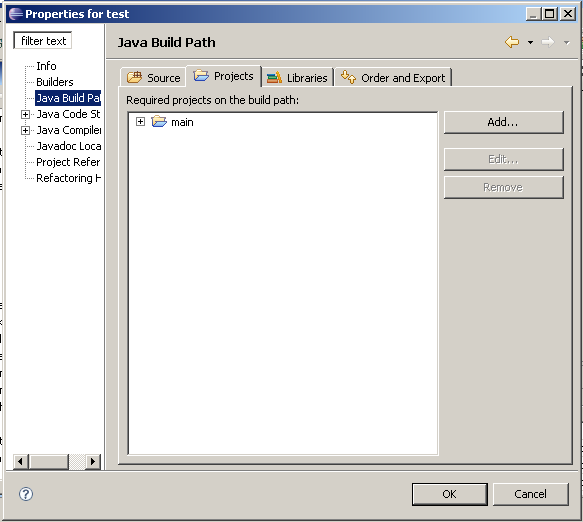 Properties for test
filter text
Info
Builders
Java Build Pat
Java Code St
Java Compiler
Javadoc Loca
Project Refer
Refactoring H
Java Build Path
Source
Projects
Libraries
Order and Export
Required projects on the build path:
main
Add...
Edit...
Remove
OK
Cancel